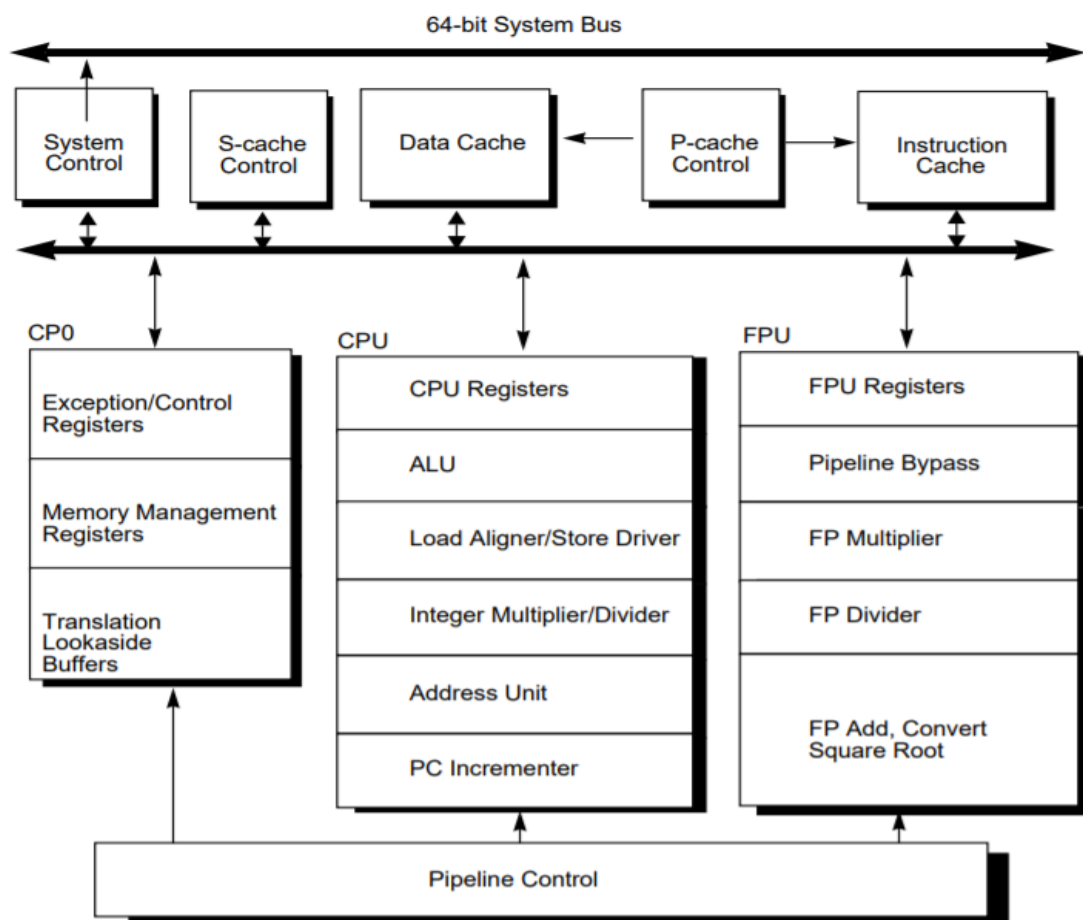 64-bit System Bus
System
Control
S-cache
Control
Data Cache
P-cache
Control
Instruction
Cache
CP0
Exception/Control
Registers
Memory Management
Registers
Translation
Lookaside
Buffers
CPU
CPU Registers
ALU
Load Aligner/Store Driver
Integer Multiplier/Divider
Address Unit
PC Incrementer
FPU
FPU Registers
Pipeline Bypass
FP Multiplier
FP Divider
FP Add, Convert
Square Root
Pipeline Control